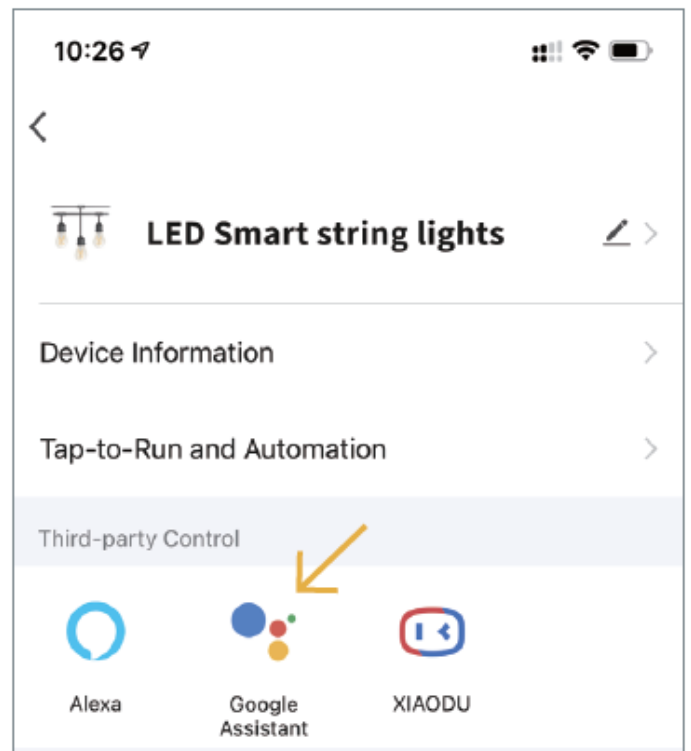 10:26
LED Smart string lights
Device Information
Tap-to-Run and Automation
Third-party Control
Alexa
Google
Assistant
XIAODU